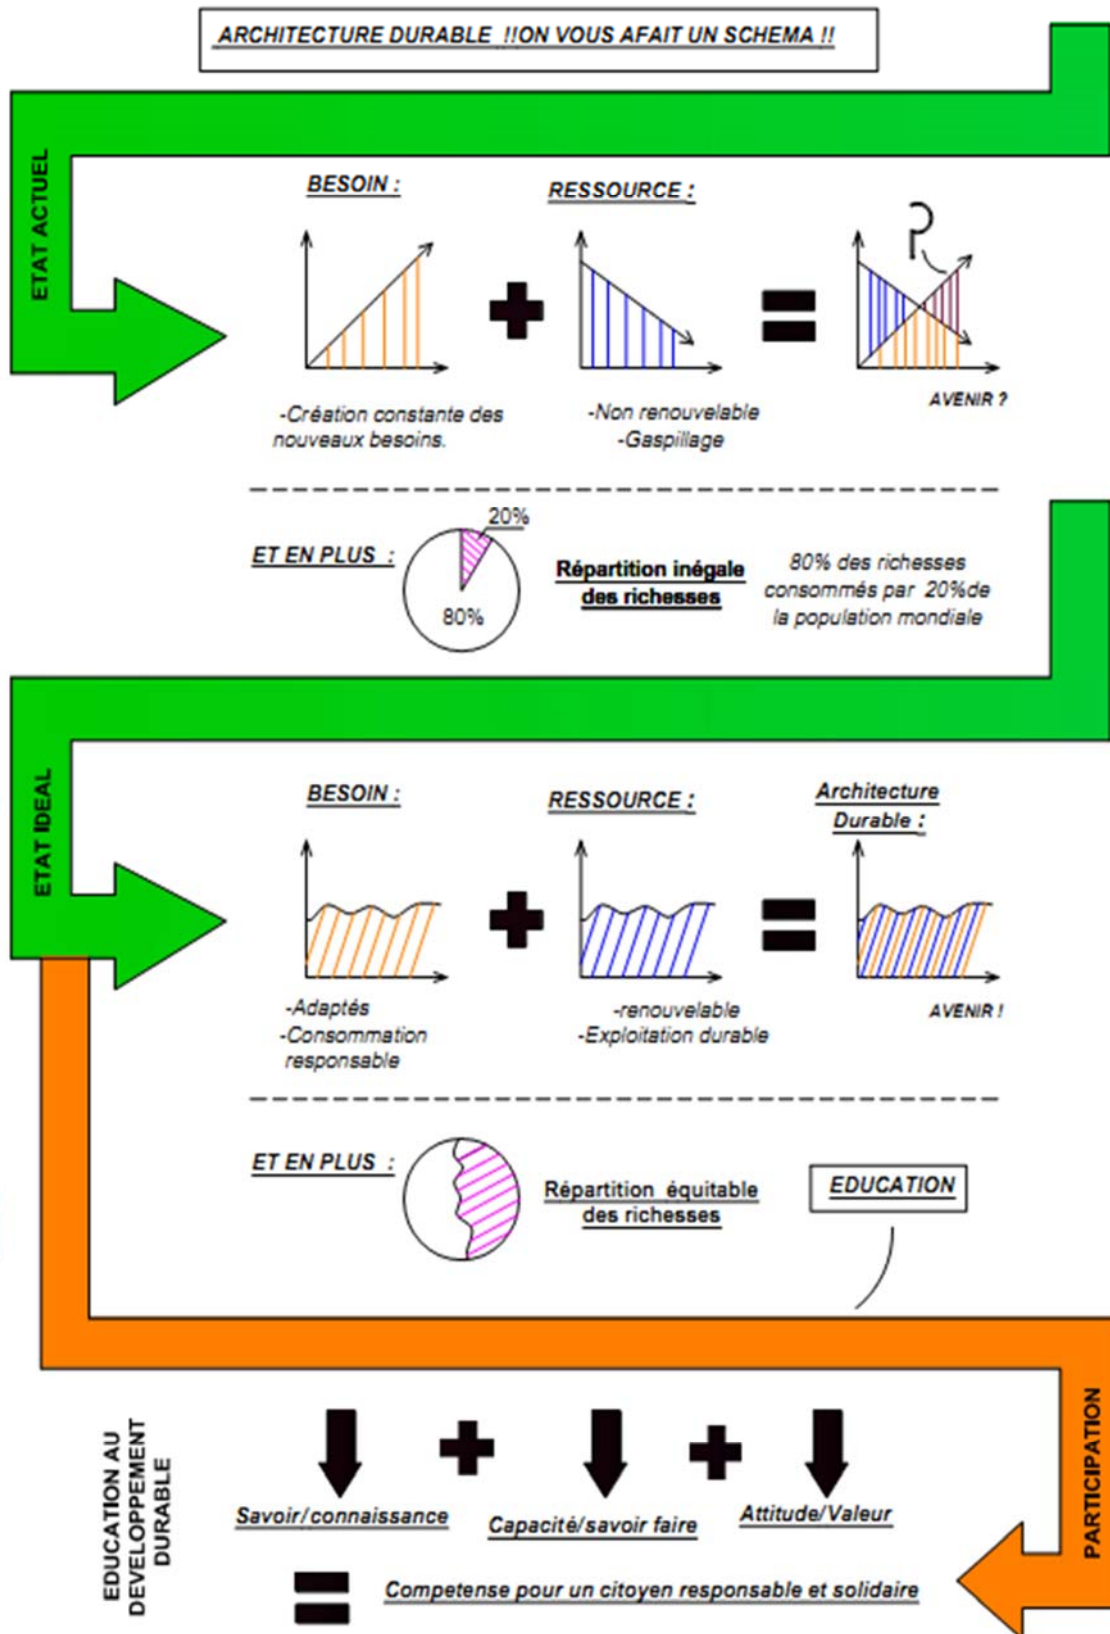 ARCHITECTURE DURABLE !!ON VOUS AFAIT UN SCHEMA !!
ETAT ACTUEL
BESOIN :
RESSOURCE :
-Création constante des
nouveaux besoins.
-Non renouvelable
-Gaspillage
?
AVENIR ?
ET EN PLUS :
20%
80%
Répartition inégale
des richesses
80% des richesses
consommés par 20%de
la population mondiale
ETAT IDEAL
BESOIN :
RESSOURCE :
Architecture
Durable :
-Adaptés
-Consommation
responsable
-renouvelable
-Exploitation durable
AVENIR !
ET EN PLUS :
Répartition équitable
des richesses
EDUCATION
PARTICIPATION
EDUCATION AU
DEVELOPPEMENT
DURABLE
Savoir/connaissance
Capacité/savoir faire
Attitude/Valeur
Competense pour un citoyen responsable et solidaire